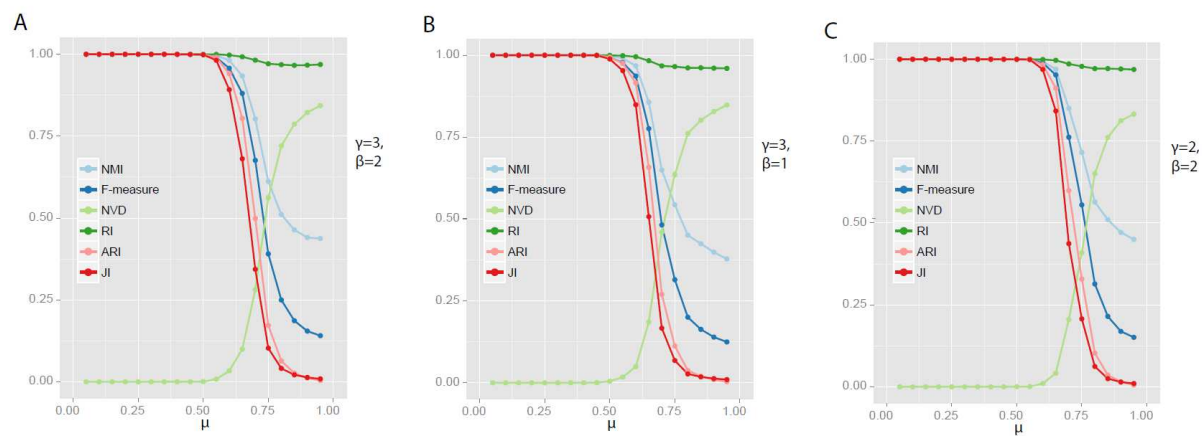 A
1.00
0.75
0.50
0.25
0.00
NMI
F-measure
NVD
RI
ARI
JI
0.00
0.25
0.50
0.75
1.00
μ
γ=3,
β=2
B
1.00
0.75
0.50
0.25
0.00
NMI
F-measure
NVD
RI
ARI
JI
0.00
0.25
0.50
0.75
1.00
μ
γ=3,
β=1
C
1.00
0.75
0.50
0.25
0.00
NMI
F-measure
NVD
RI
ARI
JI
0.00
0.25
0.50
0.75
1.00
μ
γ=2,
β=2